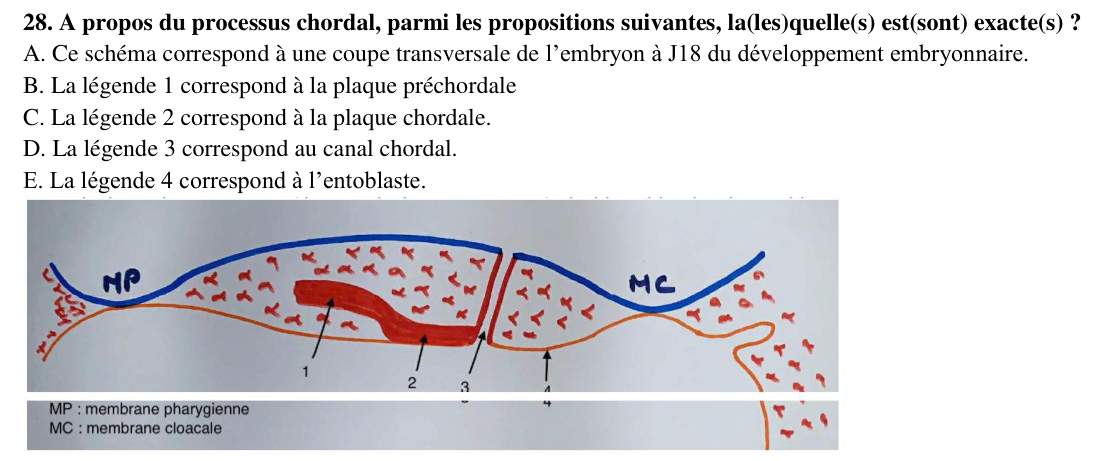 28. A propos du processus chordal, parmi les propositions suivantes, la(les)quelle(s) est(sont) exacte(s) ?
A. Ce schéma correspond à une coupe transversale de l'embryon à J18 du développement embryonnaire.
B. La légende 1 correspond à la plaque préchordale
C. La légende 2 correspond à la plaque chordale.
D. La légende 3 correspond au canal chordal.
E. La légende 4 correspond à l'entoblaste.
MP
MC
1
2
3
4
MP : membrane pharygienne
MC : membrane cloacale